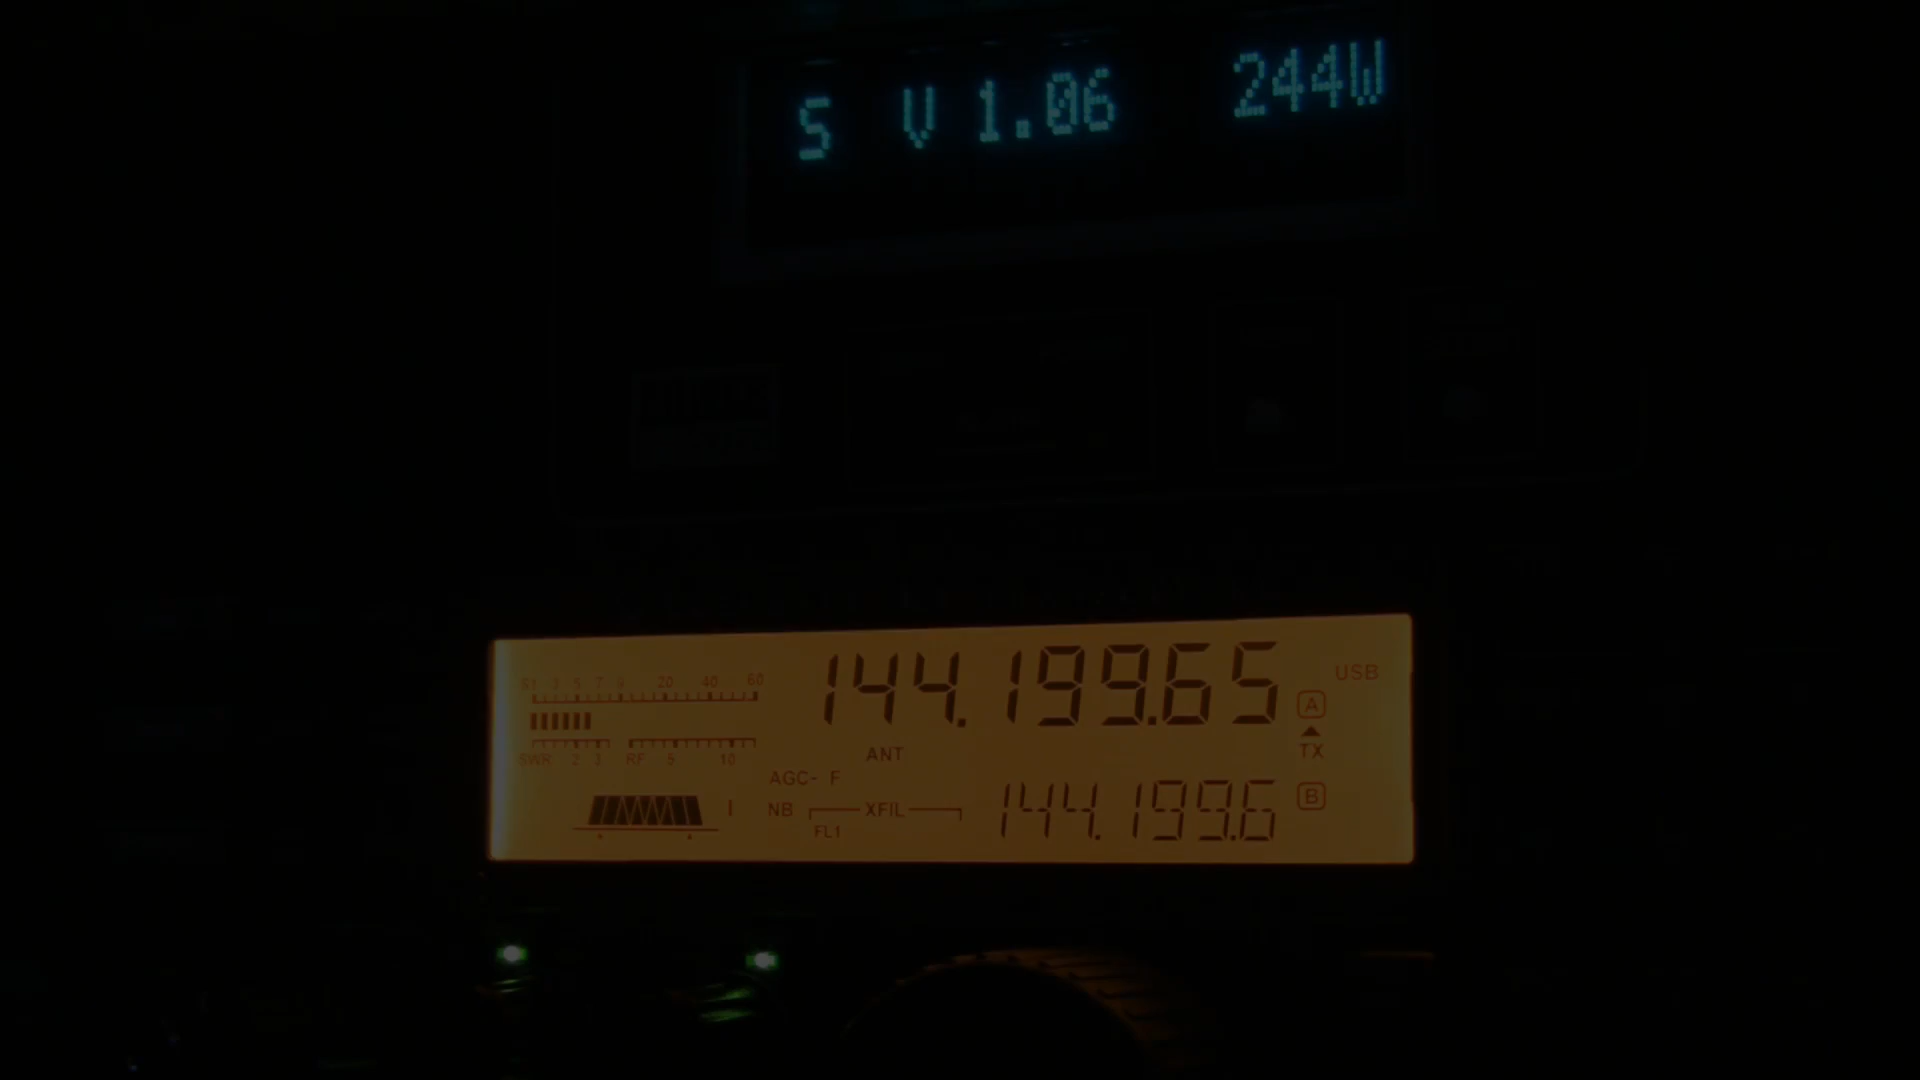 S V 1.06 244W
144.199.65 USB
S1 3 5 7 9 20 40 60
A
TX
ANT
SWR 2 3 RF 5 10
AGC- F
NB XFIL 144.199.6 B
FL1